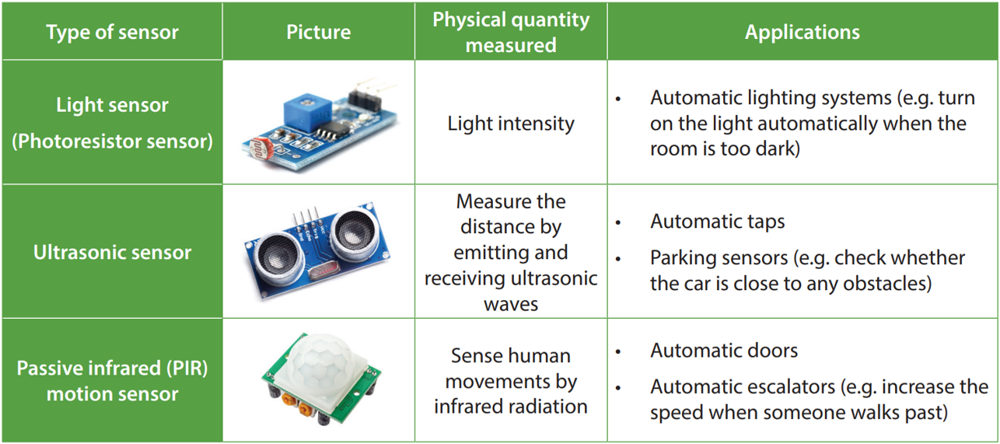 Type of sensor
Picture
Physical quantity
measured
Applications
Light sensor
(Photoresistor sensor)
Light intensity
• Automatic lighting systems (e.g. turn
on the light automatically when the
room is too dark)
Ultrasonic sensor
Measure the
distance by
emitting and
receiving ultrasonic
waves
• Automatic taps
• Parking sensors (e.g. check whether
the car is close to any obstacles)
Passive infrared (PIR)
motion sensor
Sense human
movements by
infrared radiation
• Automatic doors
• Automatic escalators (e.g. increase the
speed when someone walks past)